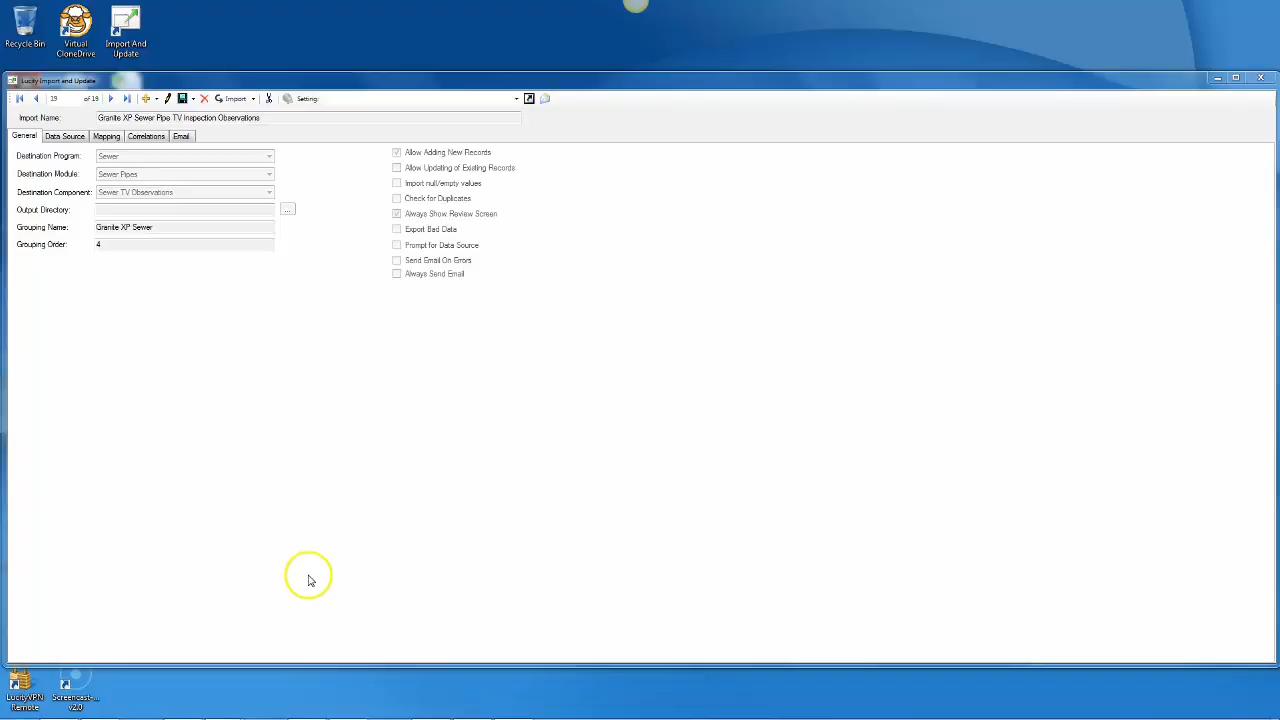 Recycle Bin
Virtual
CloneDrive
Import And
Update
Lucity Import and Update
19 of 19 Import Setting:
Import Name: Granite XP Sewer Pipe TV Inspection Observations
General Data Source Mapping Correlations Email
Destination Program: Sewer
Destination Module: Sewer Pipes
Destination Component: Sewer TV Observations
Output Directory: ...
Grouping Name: Granite XP Sewer
Grouping Order: 4
Allow Adding New Records
Allow Updating of Existing Records
Import null/empty values
Check for Duplicates
Always Show Review Screen
Export Bad Data
Prompt for Data Source
Send Email On Errors
Always Send Email
LucityVPN
Remote
Screencast-...
v2.0